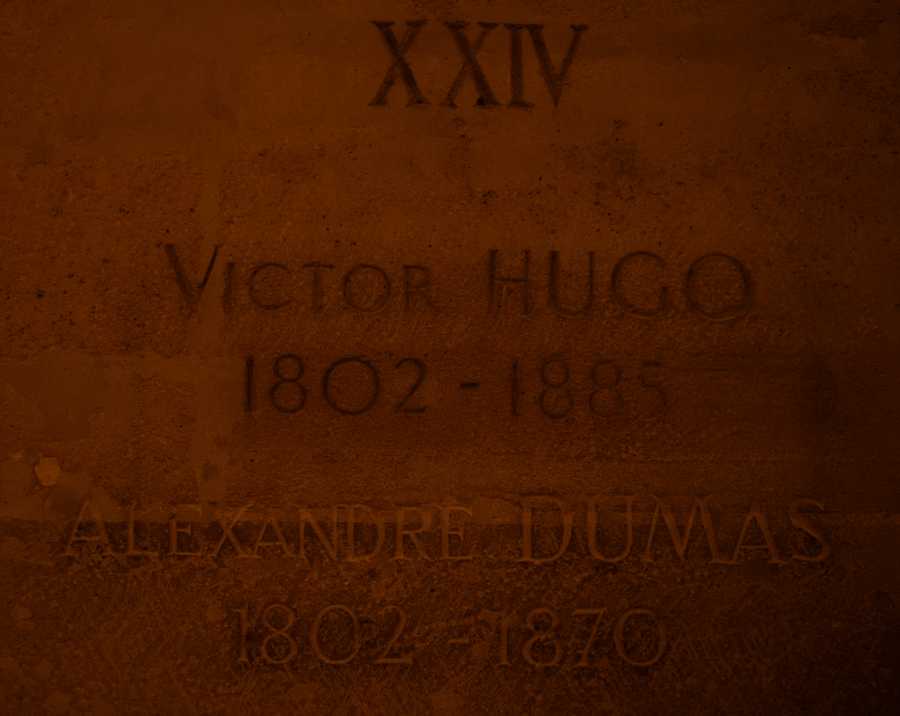 XXIV
VICTOR HUGO
1802 - 1885
ALEXANDRE DUMAS
1802 - 1870